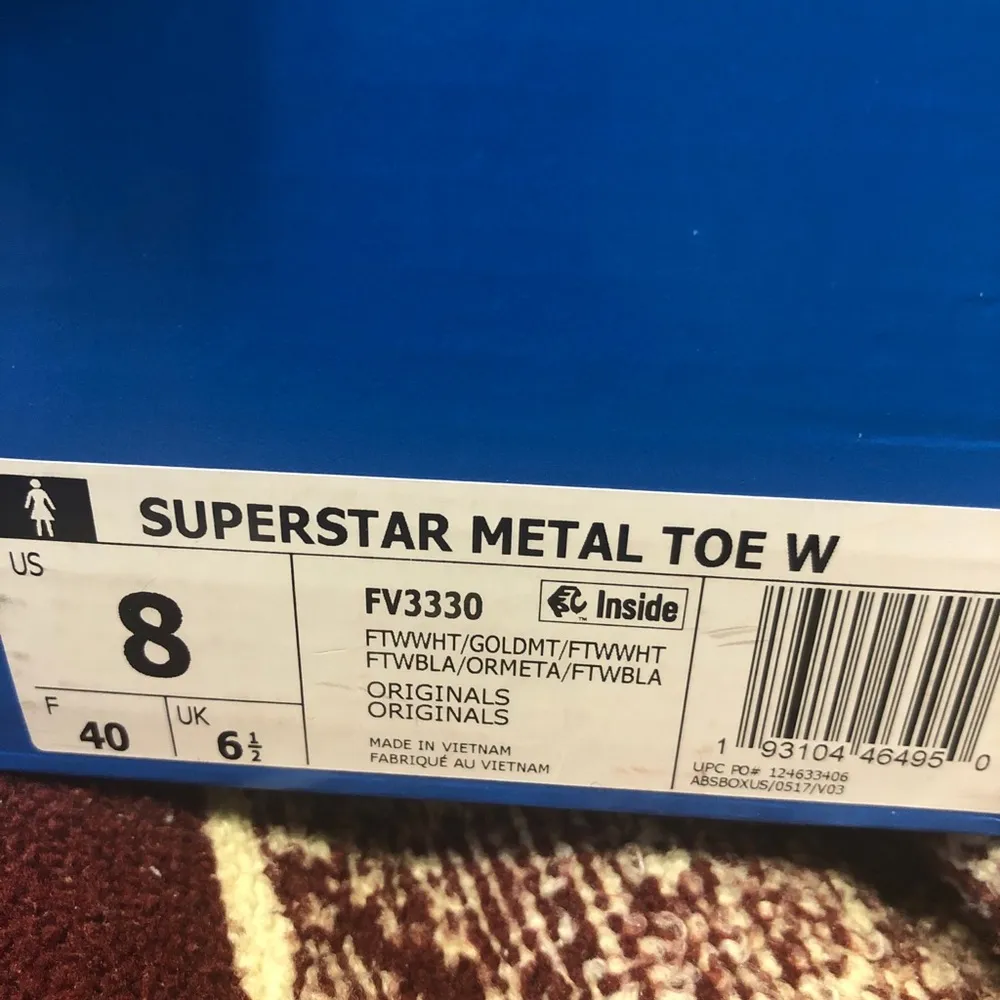 SUPERSTAR METAL TOE W
US
8
F
40
UK
6½
FV3330
Inside
™
FTWWHT/GOLDMT/FTWWHT
FTWBLA/ORMETA/FTWBLA
ORIGINALS
ORIGINALS
MADE IN VIETNAM
FABRIQUÉ AU VIETNAM
1 93104 46495 0
UPC PO# 124633406
ABSBOXUS/0517/V03